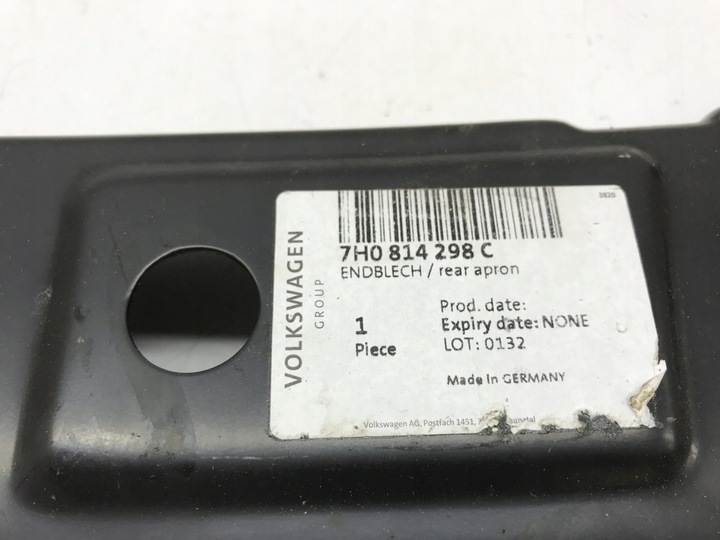 3820
7H0 814 298 C
ENDBLECH / rear apron
VOLKSWAGEN
GROUP
1
Piece
Prod. date:
Expiry date: NONE
LOT: 0132
Made in GERMANY
Volkswagen AG, Postfach 1451,